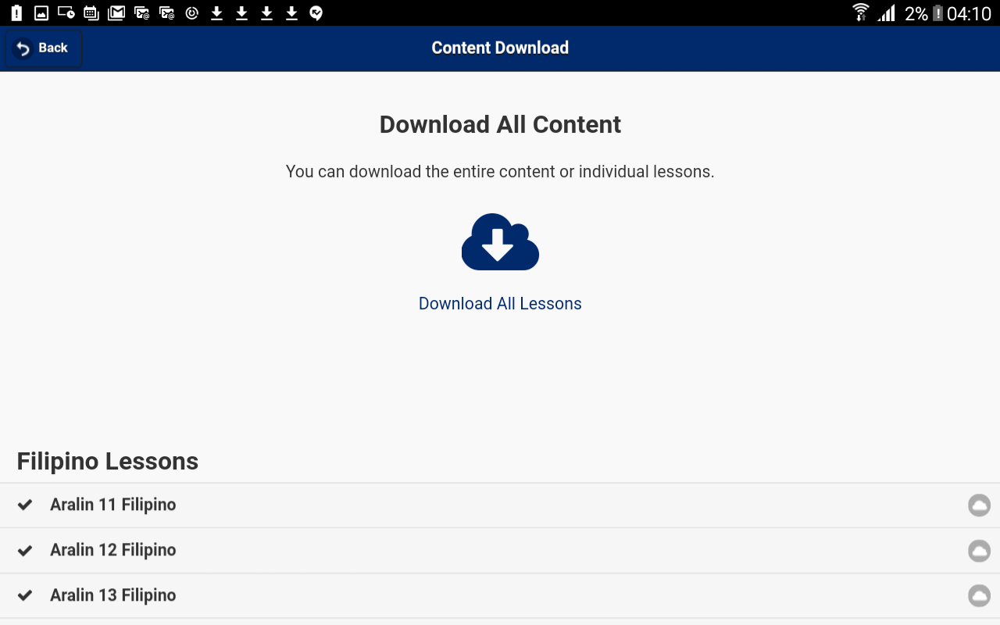 2% 04:10
Back
Content Download
Download All Content
You can download the entire content or individual lessons.
Download All Lessons
Filipino Lessons
Aralin 11 Filipino
Aralin 12 Filipino
Aralin 13 Filipino